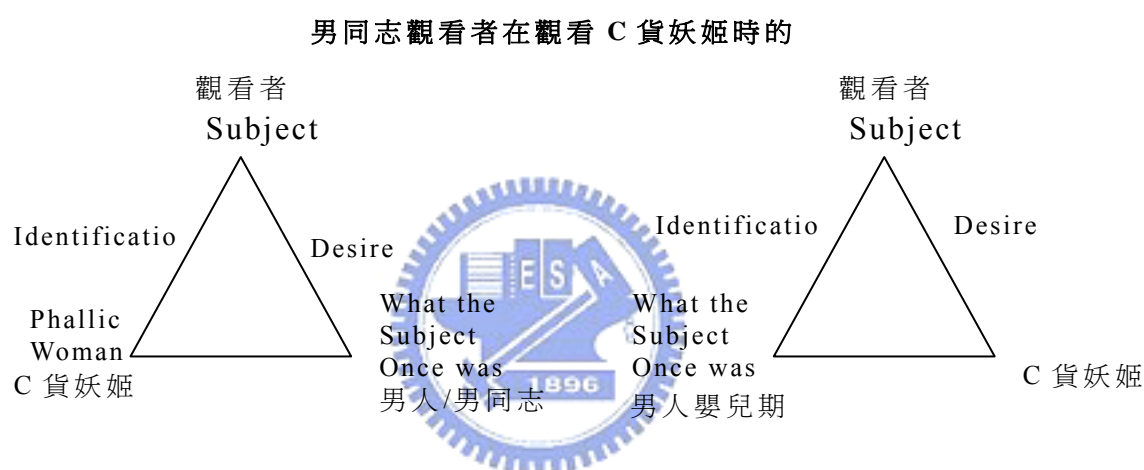 男同志觀看者在觀看 C 貨妖姬時的
觀看者
Subject
Identificatio
Desire
Phallic
Woman
C 貨妖姬
What the
Subject
Once was
男人/男同志
觀看者
Subject
Identificatio
Desire
What the
Subject
Once was
男人嬰兒期
C 貨妖姬
E S A
1896